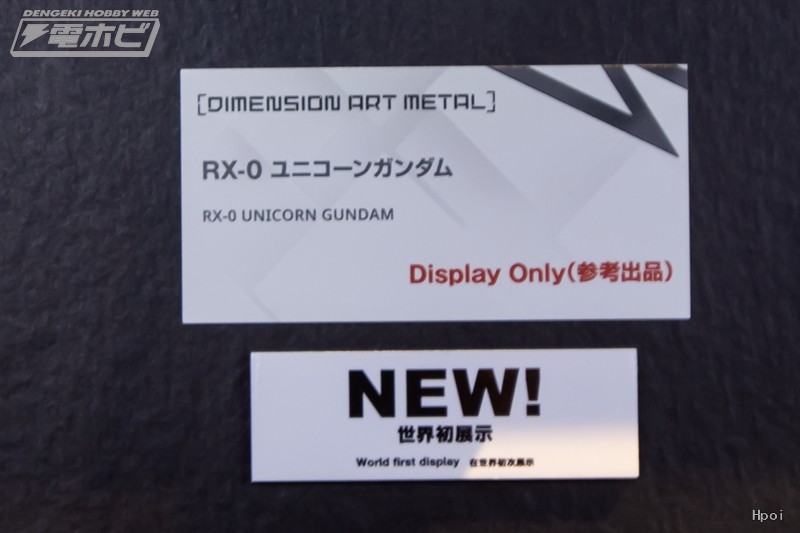 DENGEKI HOBBY WEB
電ホビ
[DIMENSION ART METAL]
RX-0 ユニコーンガンダム
RX-0 UNICORN GUNDAM
Display Only(参考出品)
NEW!
世界初展示
World first display 在世界初次展示
Hpoi